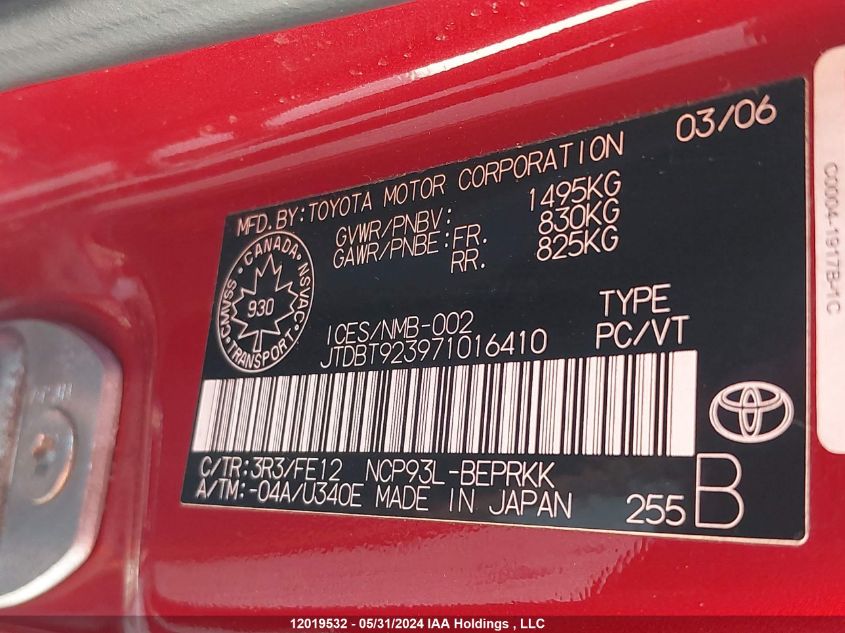 03/06
MFD.BY:TOYOTA MOTOR CORPORATION
GVWR/PNBV: 1495KG
GAWR/PNBE:FR. 830KG
RR. 825KG
CANADA
CMVSS NSVAC
930
TRANSPORT
ICES/NMB-002 TYPE
JTDBT923971016410 PC/VT
C/TR:3R3/FE12 NCP93L-BEPRKK
A/TM:-04A/U340E MADE IN JAPAN
255 B
C0004-1917B-1C
12019532 - 05/31/2024 IAA Holdings , LLC